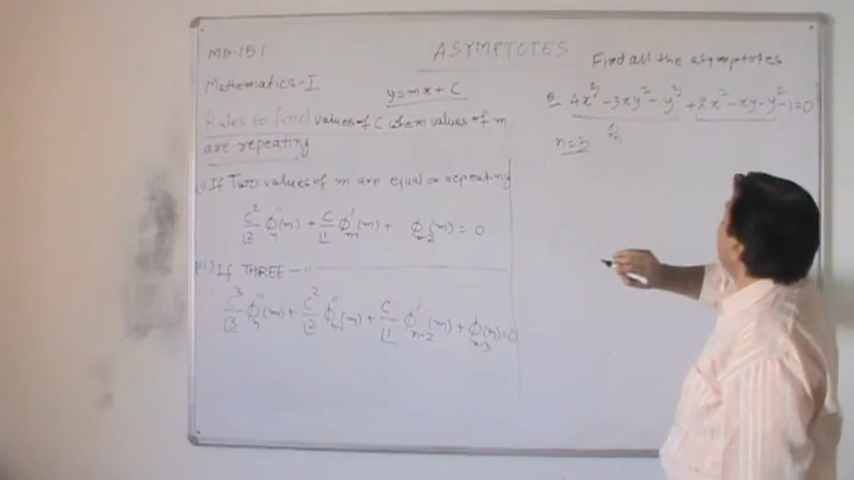 MA-151
ASYMPTOTES
Mathematics-I
y=mx+c
Rules to find values of C when values of m
are repeating
(i) If Two values of m are equal or repeating
c²/⌊2 ϕ''n(m) + c/⌊1 ϕ'm(m) + ϕn-2(m) = 0
(ii) If THREE — '' —
c³/⌊3 ϕ'''n(m) + c²/⌊2 ϕ''n-1(m) + c/⌊1 ϕ'n-2(m) + ϕn-3(m)=0
Find all the asymptotes
4x³ - 3xy² - y³ + 2x² - xy - y² - 1 = 0
n=3
ϕn